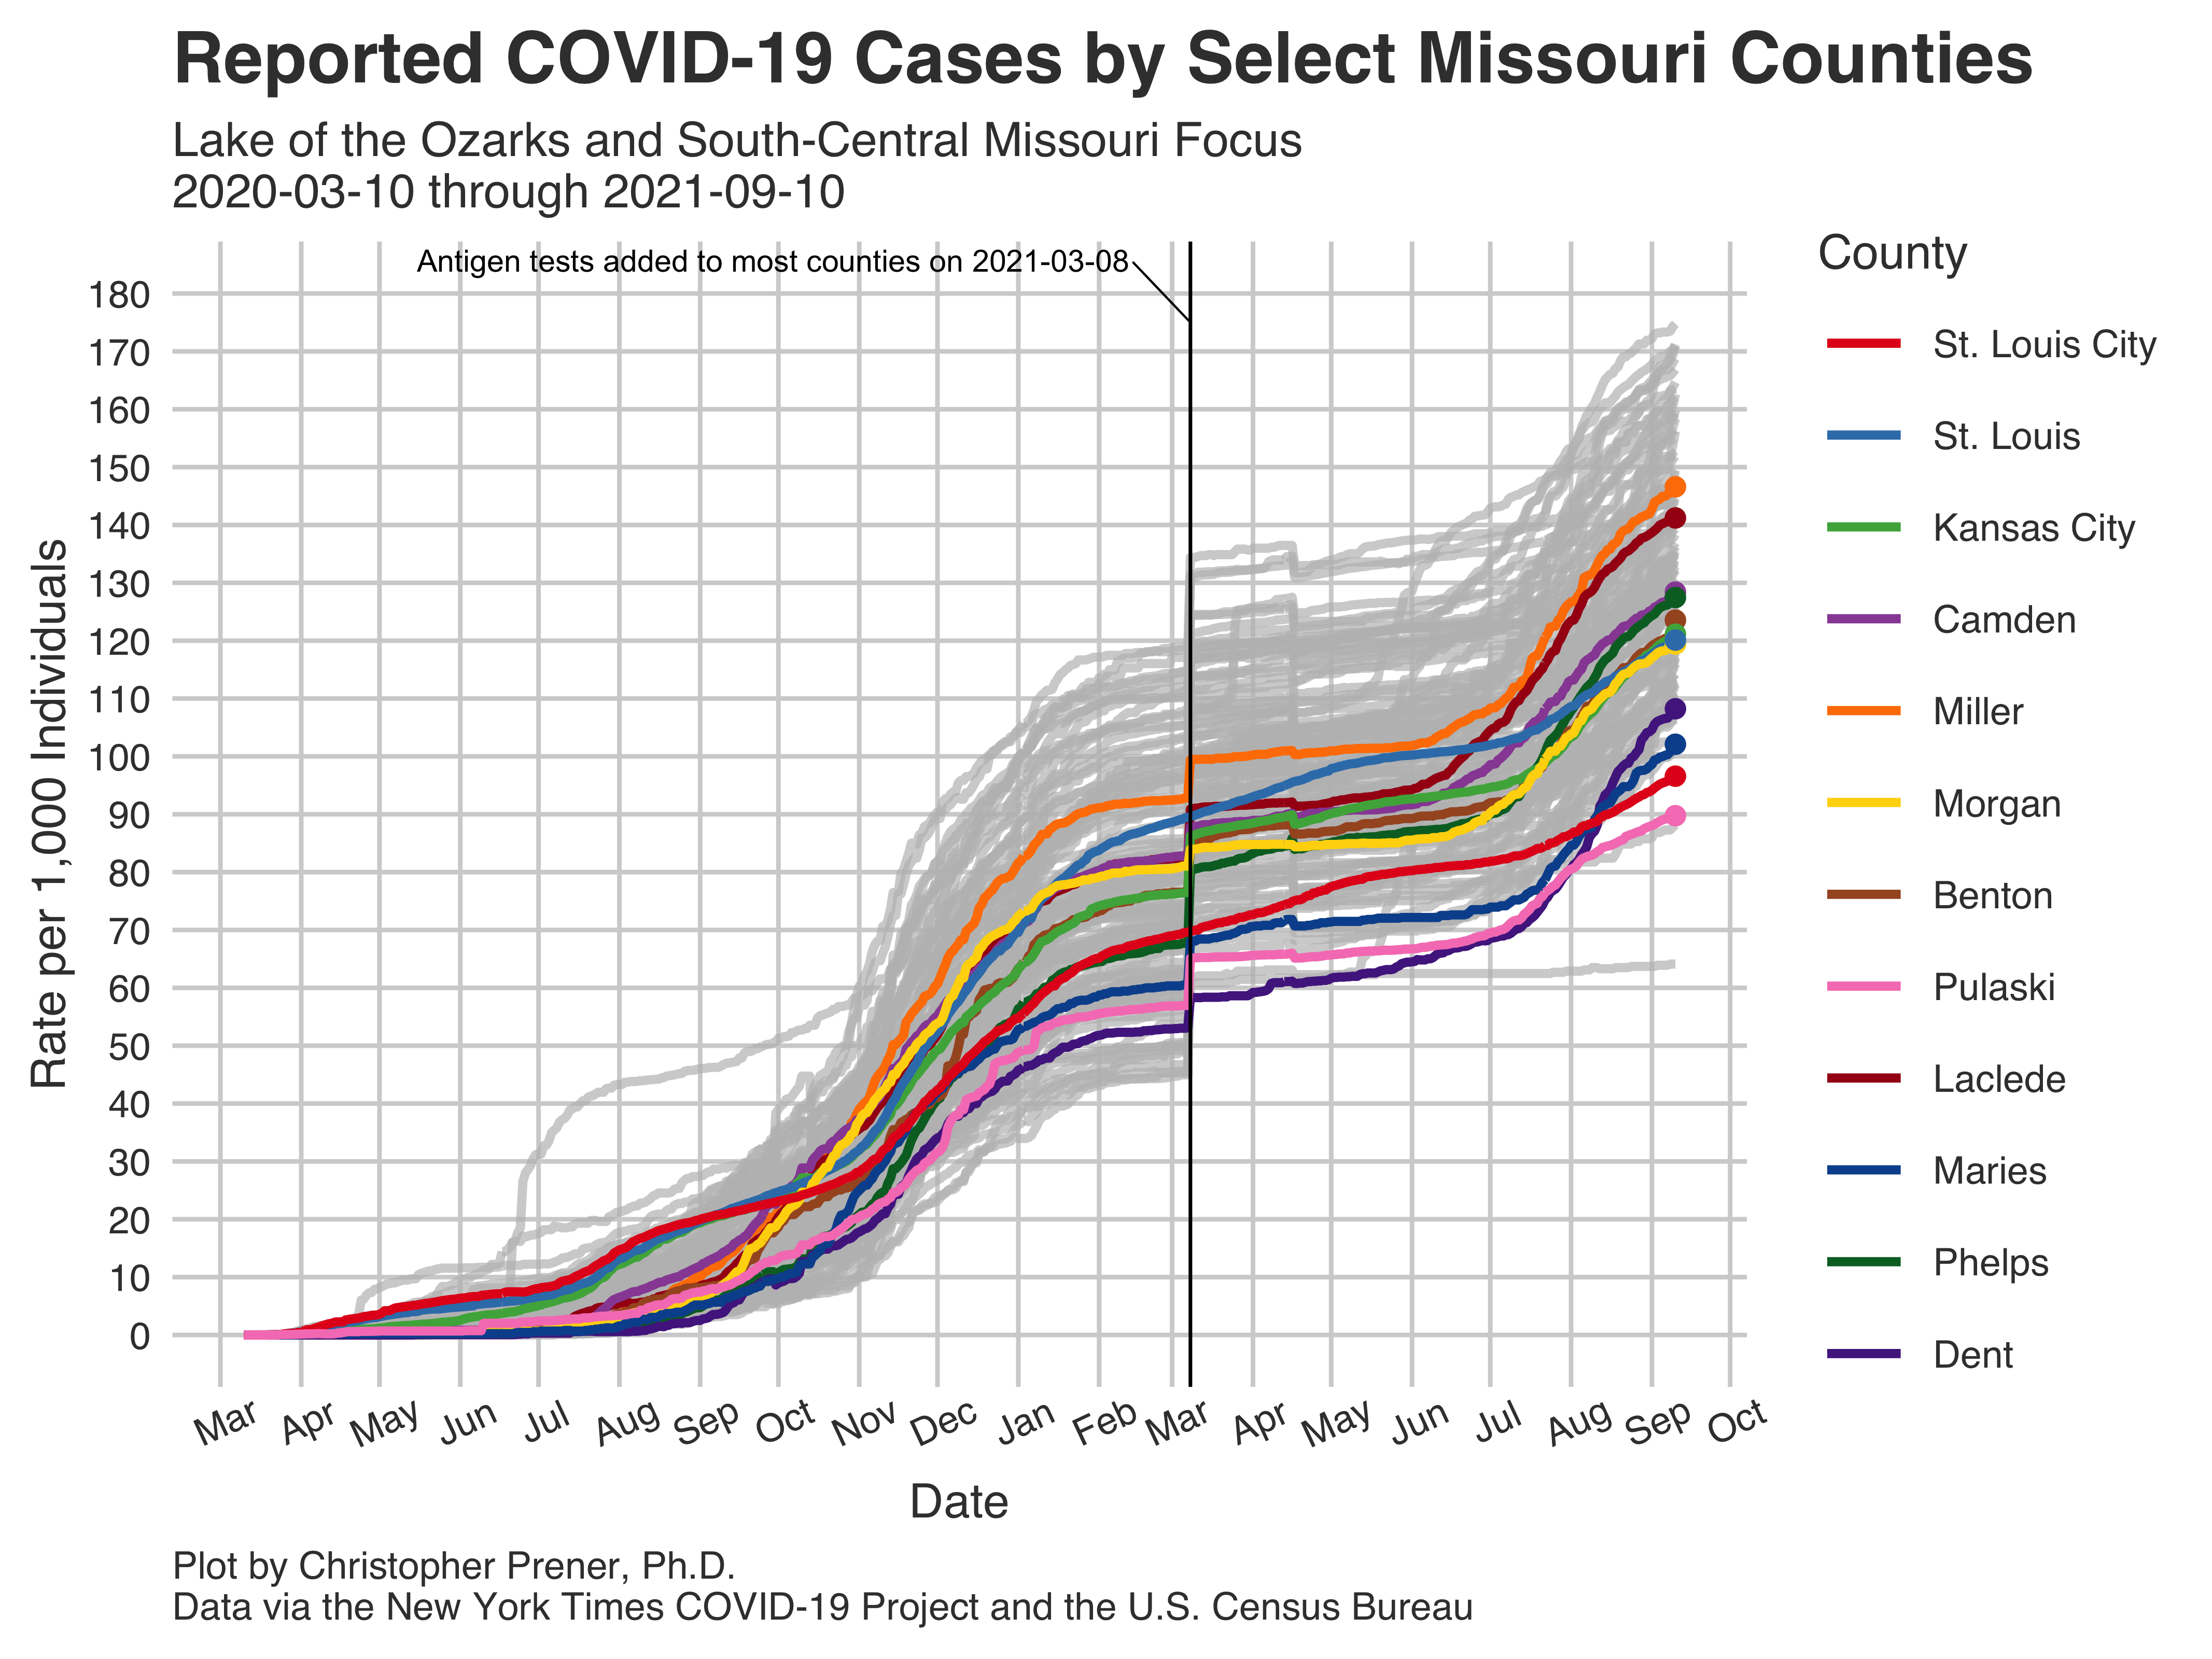 Reported COVID-19 Cases by Select Missouri Counties
Lake of the Ozarks and South-Central Missouri Focus
2020-03-10 through 2021-09-10
Antigen tests added to most counties on 2021-03-08
180
170
160
150
140
130
120
110
100
90
80
70
60
50
40
30
20
10
0
Rate per 1,000 Individuals
Mar Apr May Jun Jul Aug Sep Oct Nov Dec Jan Feb Mar Apr May Jun Jul Aug Sep Oct
Date
County
St. Louis City
St. Louis
Kansas City
Camden
Miller
Morgan
Benton
Pulaski
Laclede
Maries
Phelps
Dent
Plot by Christopher Prener, Ph.D.
Data via the New York Times COVID-19 Project and the U.S. Census Bureau